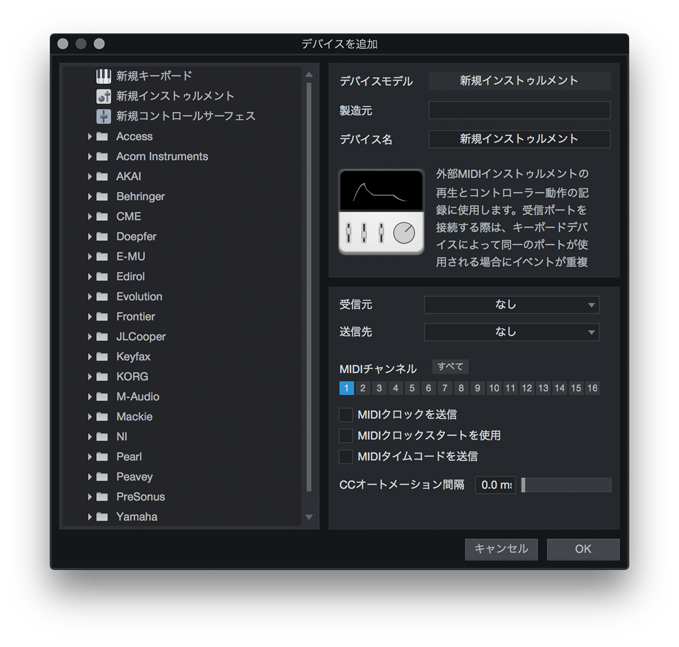 デバイスを追加
新規キーボード
新規インストゥルメント
新規コントロールサーフェス
Access
Acorn Instruments
AKAI
Behringer
CME
Doepfer
E-MU
Edirol
Evolution
Frontier
JLCooper
Keyfax
KORG
M-Audio
Mackie
NI
Pearl
Peavey
PreSonus
Yamaha
デバイスモデル 新規インストゥルメント
製造元
デバイス名 新規インストゥルメント
外部MIDIインストゥルメントの
再生とコントローラー動作の記
録に使用します。受信ポートを
接続する際は、キーボードデバ
イスによって同一のポートが使
用される場合にイベントが重複
受信元 なし
送信先 なし
MIDIチャンネル すべて
1 2 3 4 5 6 7 8 9 10 11 12 13 14 15 16
MIDIクロックを送信
MIDIクロックスタートを使用
MIDIタイムコードを送信
CCオートメーション間隔 0.0 ms
キャンセル OK